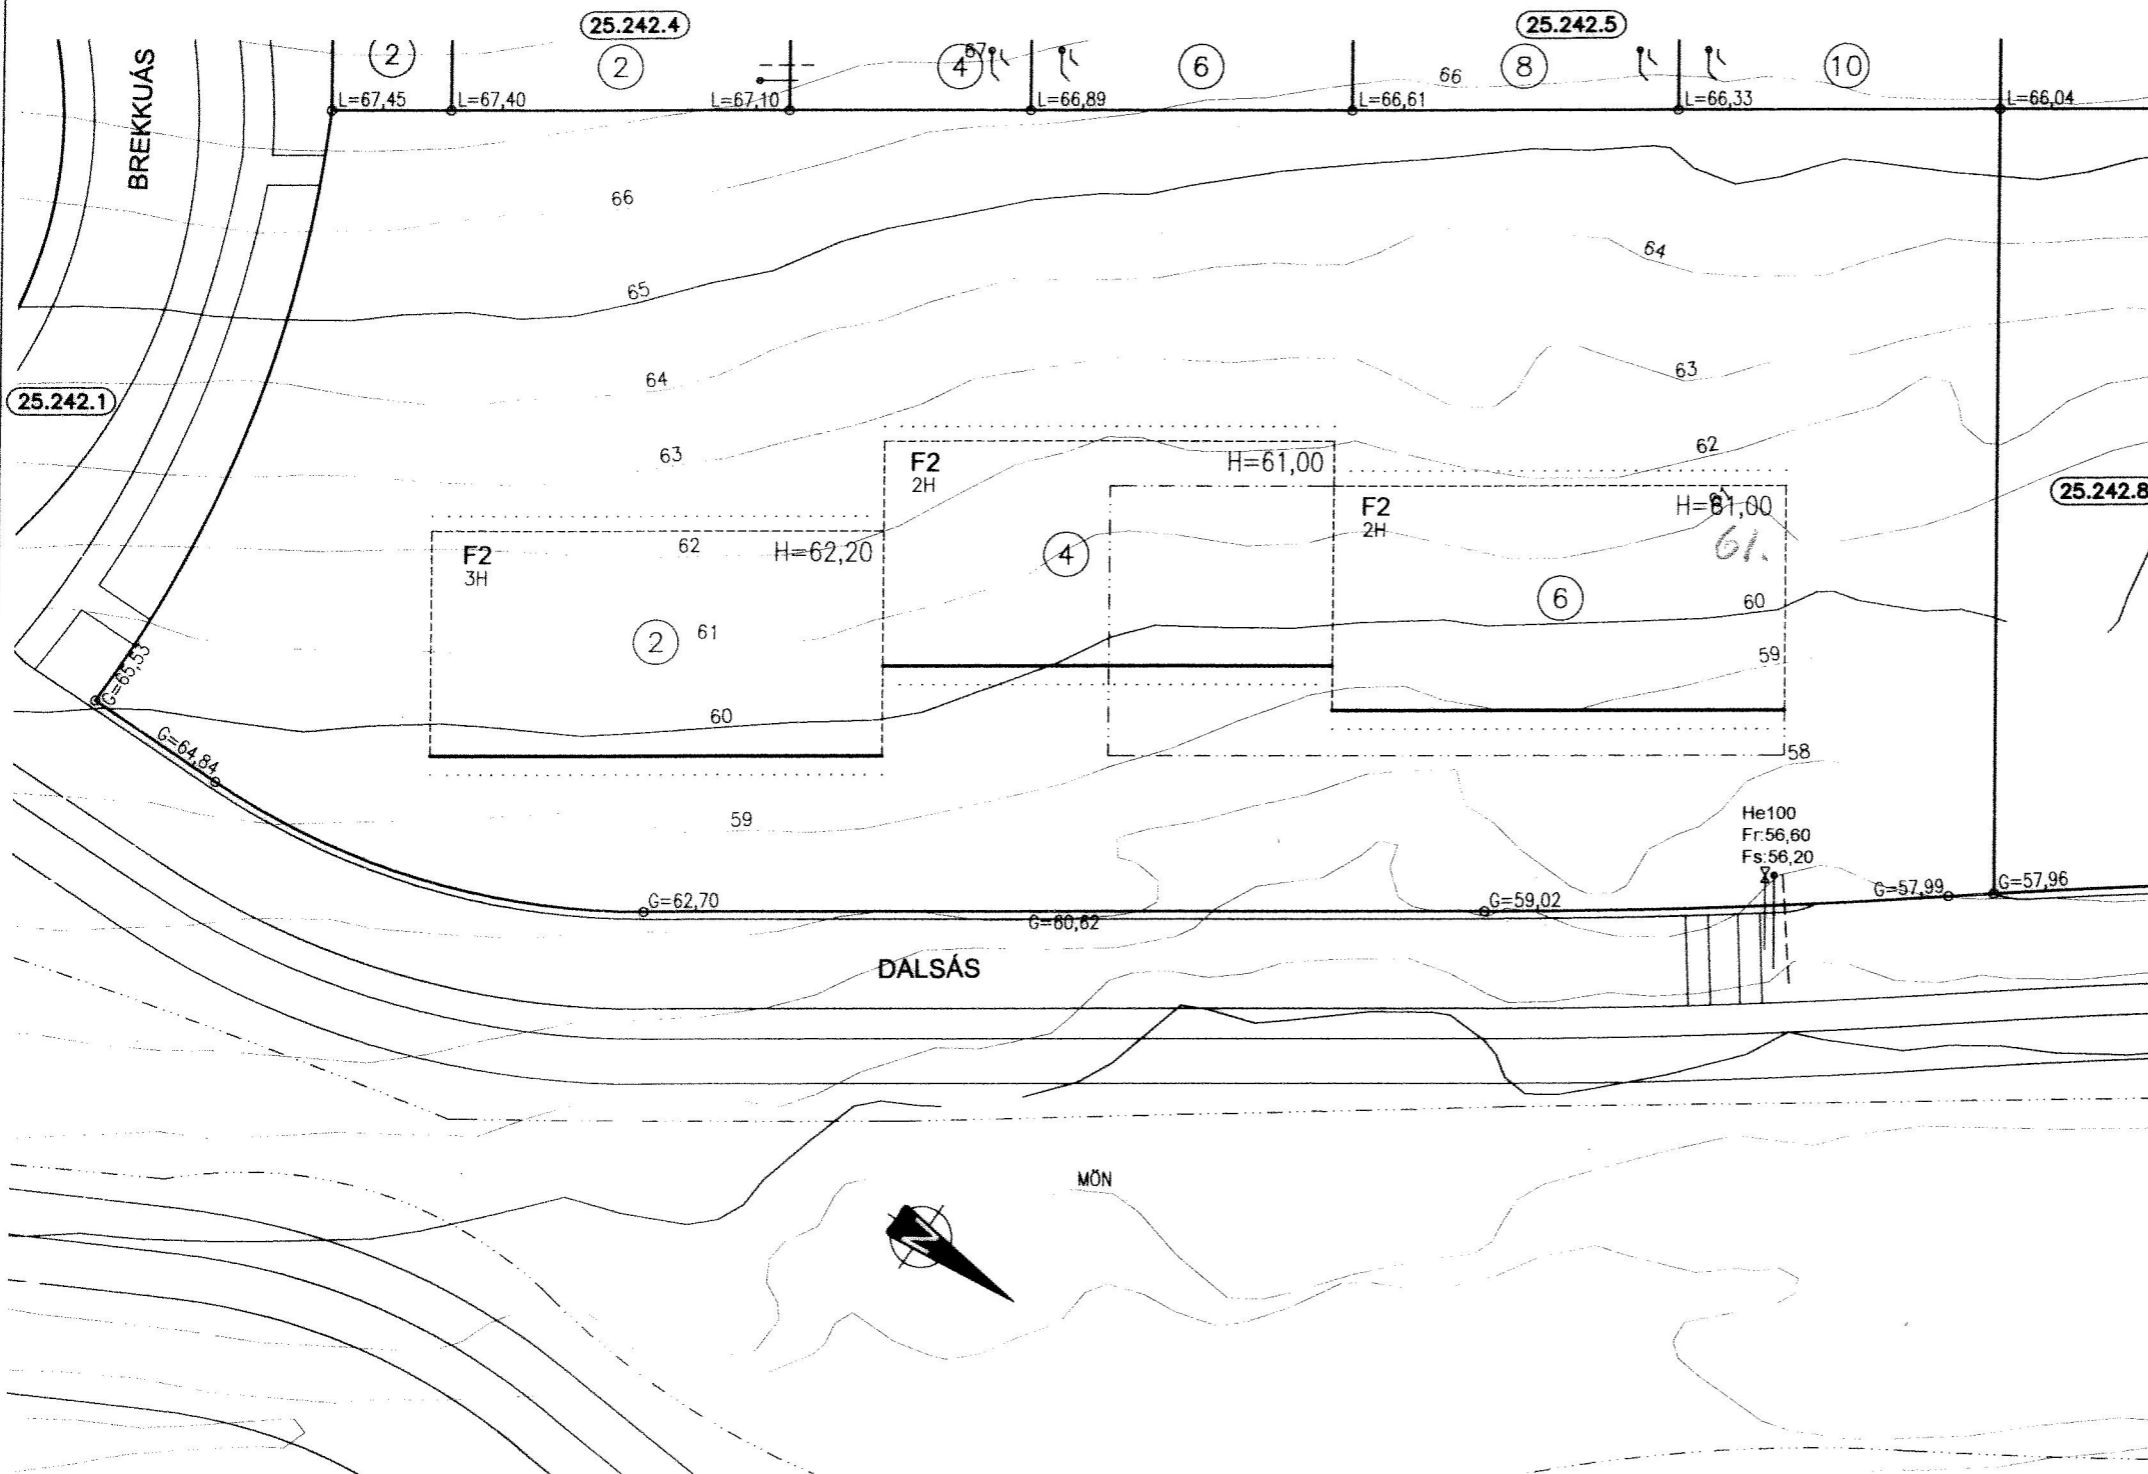 25.242.4
25.242.5
BREKKUÁS
2
2
67
4
6
66
8
10
L=67,45
L=67,40
L=67,10
L=66,89
L=66,61
L=66,33
L=66,04
66
65
64
64
63
25.242.1
63
62
F2
2H
H=61,00
25.242.8
F2
2H
61
H=61,00
61.
F2
3H
62
H=62,20
4
6
60
2
61
59
G=65,53
60
G=64,84
58
59
He100
Fr:56,60
Fs:56,20
G=62,70
G=60,62
G=59,02
G=57,99
G=57,96
DALSÁS
MÖN
N